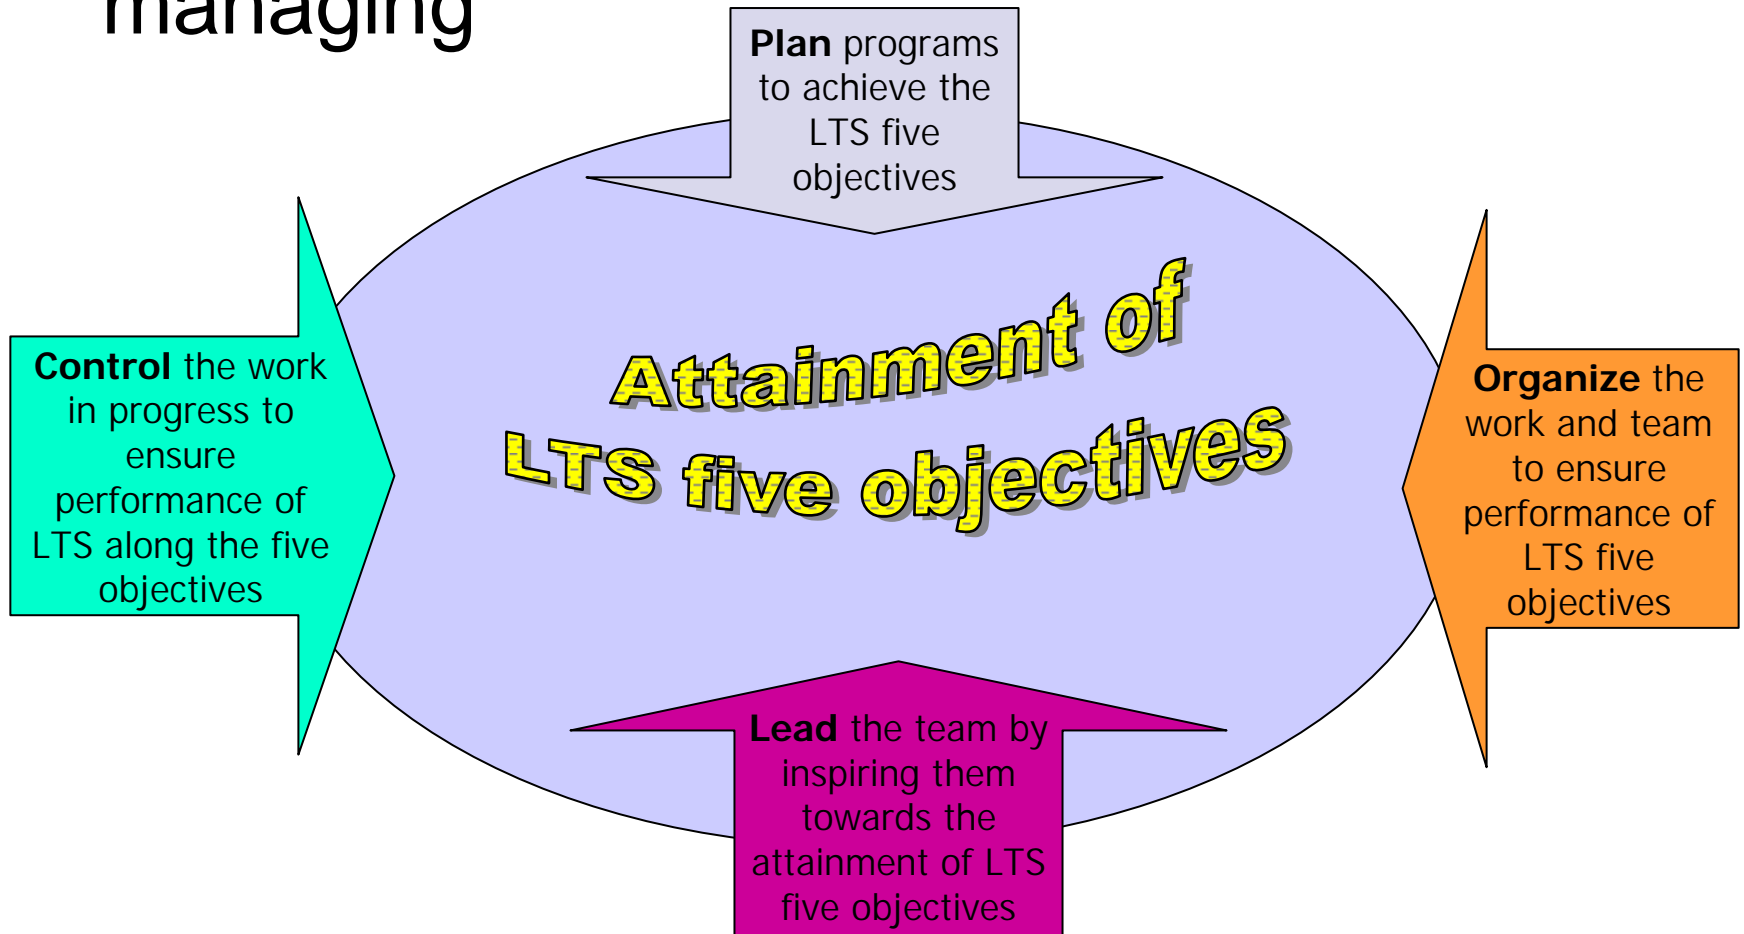 managing
Plan programs
to achieve the
LTS five
objectives
Attainment of
LTS five objectives
Control the work
in progress to
ensure
performance of
LTS along the five
objectives
Organize the
work and team
to ensure
performance of
LTS five
objectives
Lead the team by
inspiring them
towards the
attainment of LTS
five objectives